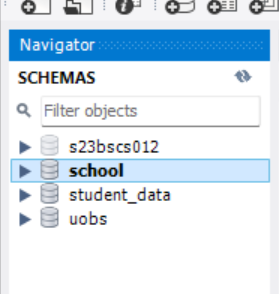 Navigator
SCHEMAS
Filter objects
s23bscs012
school
student_data
uobs